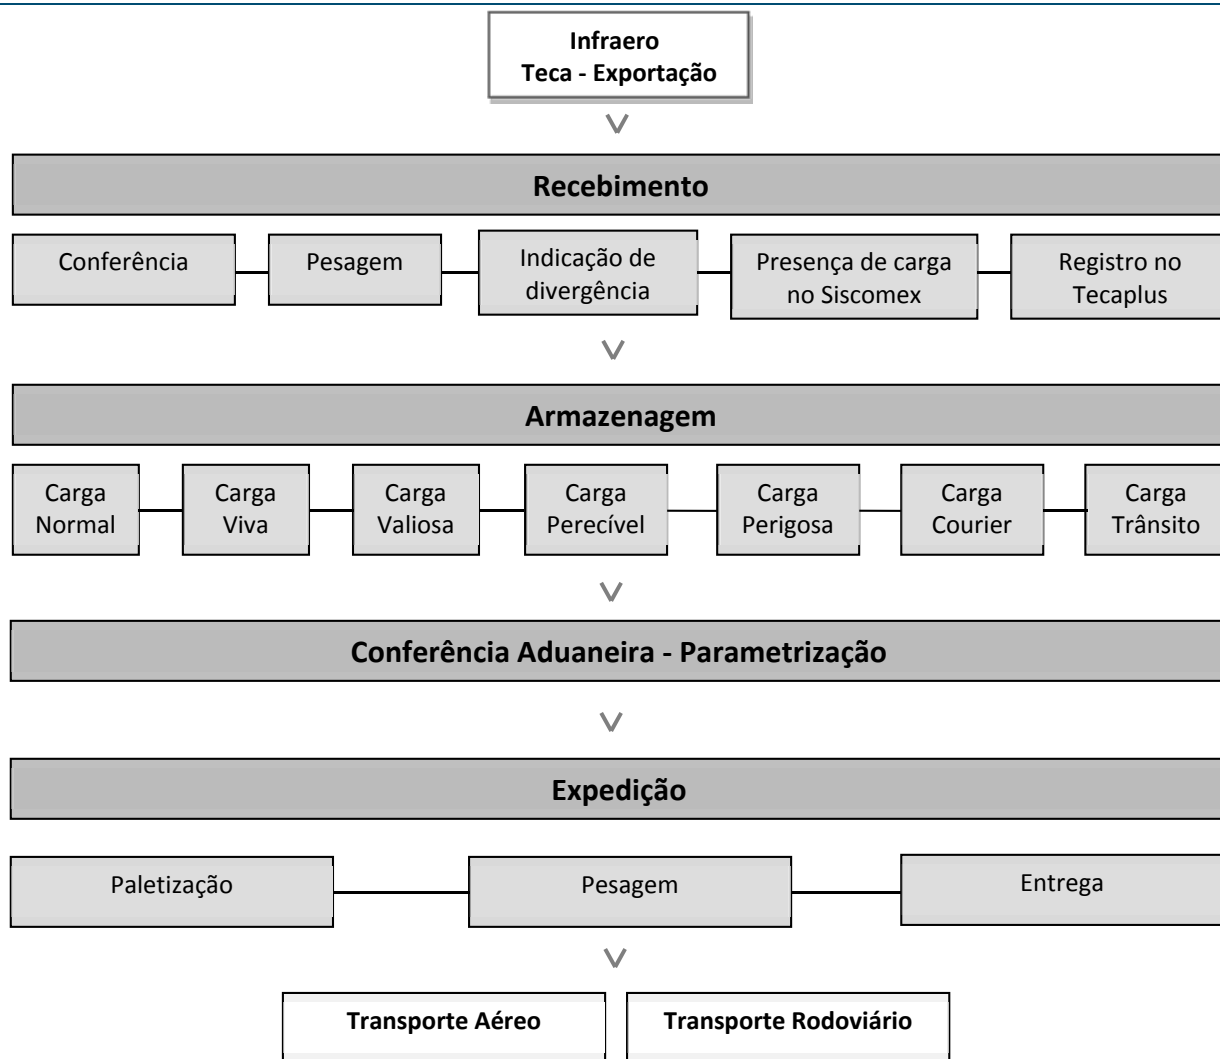 Infraero
Teca - Exportação
Recebimento
Conferência
Pesagem
Indicação de
divergência
Presença de carga
no Siscomex
Registro no
Tecaplus
Armazenagem
Carga
Normal
Carga
Viva
Carga
Valiosa
Carga
Perecível
Carga
Perigosa
Carga
Courier
Carga
Trânsito
Conferência Aduaneira - Parametrização
Expedição
Paletização
Pesagem
Entrega
Transporte Aéreo
Transporte Rodoviário